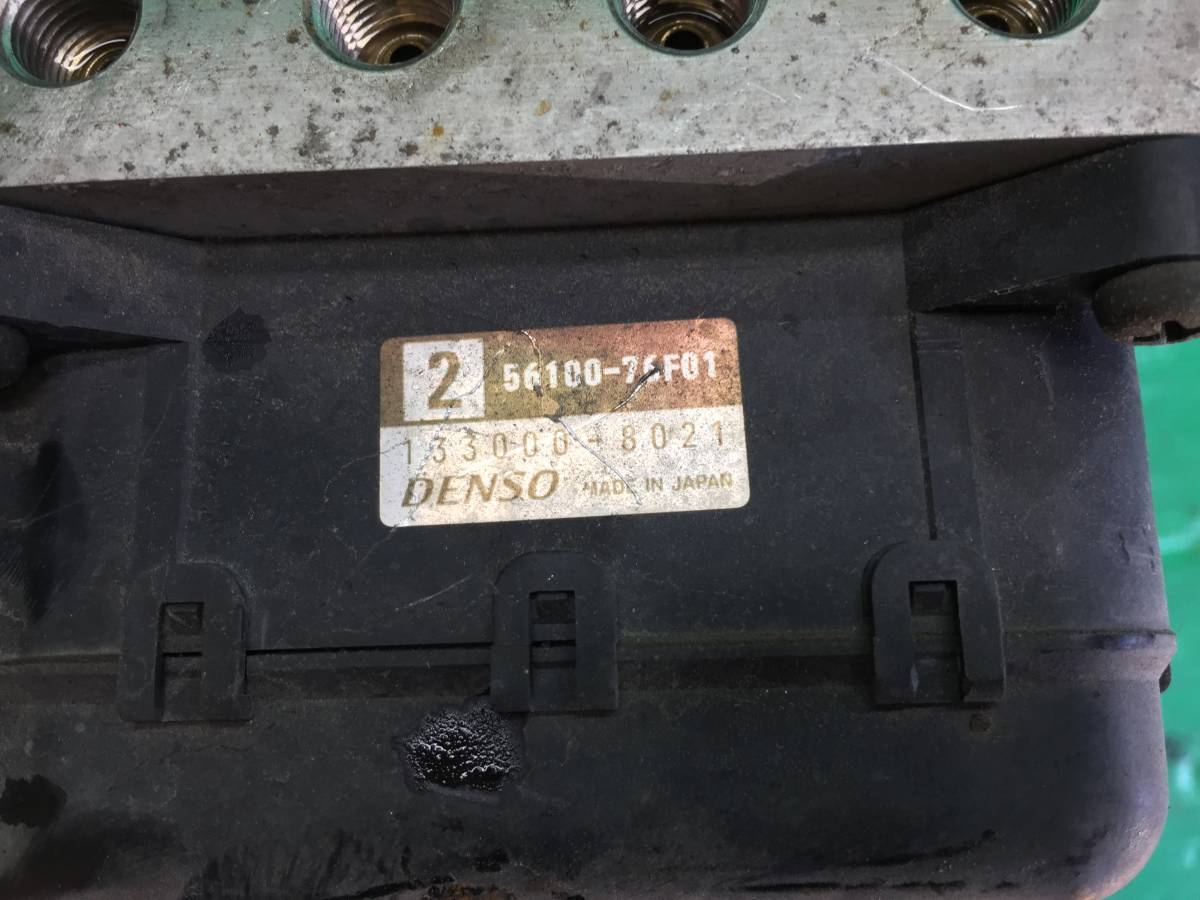 2 56100-76F01
133000-8021
DENSO MADE IN JAPAN